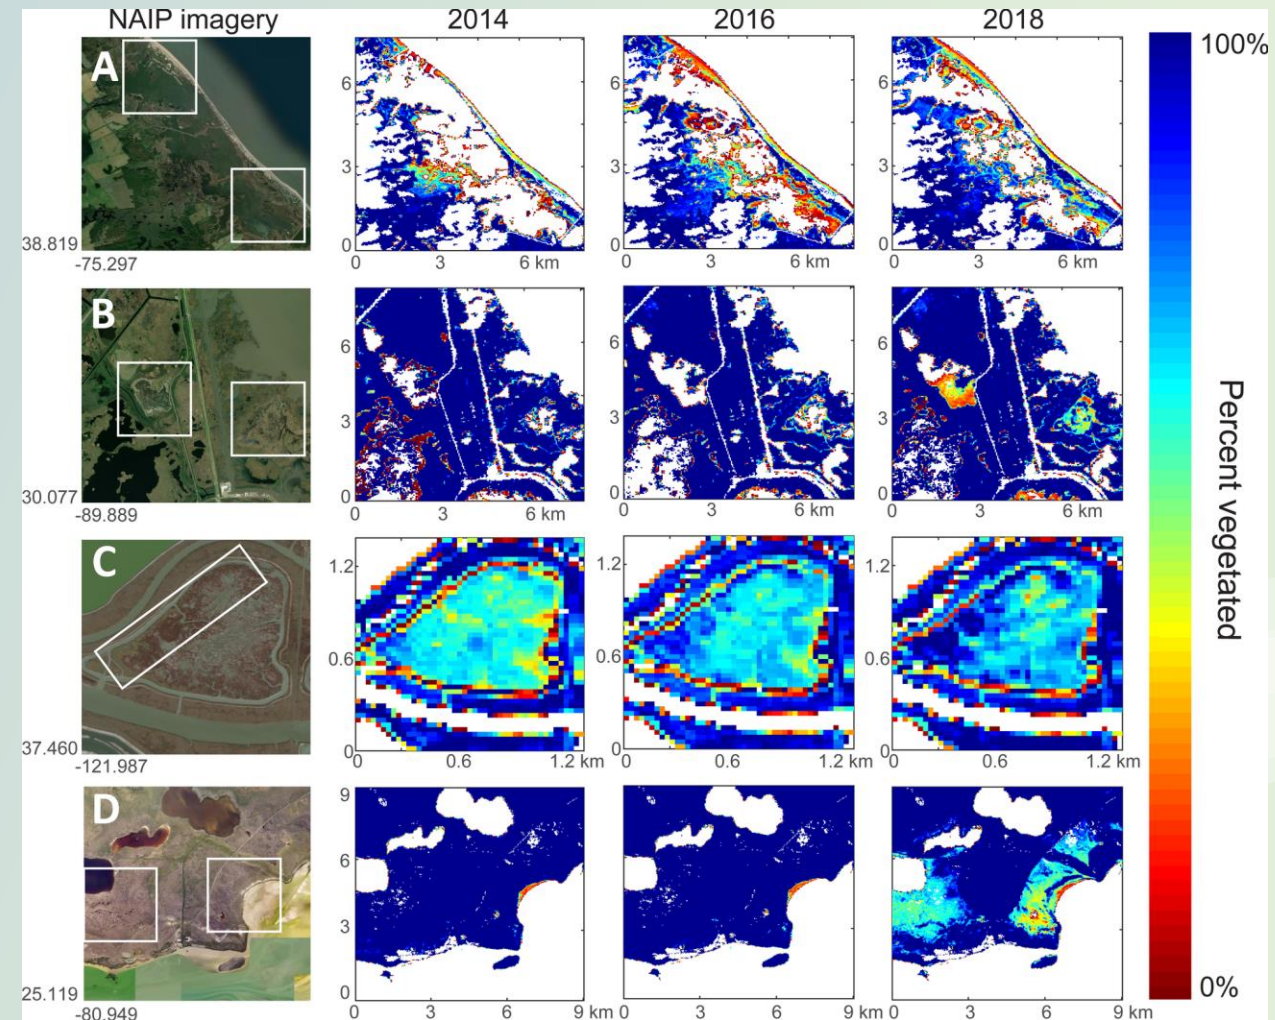 NAIP imagery 2014 2016 2018
100%
A
6 6 6
3 3 3
38.819 0 0 0
-75.297 0 3 6 km 0 3 6 km 0 3 6 km
B
6 6 6
3 3 3
30.077 0 0 0
-89.889 0 3 6 km 0 3 6 km 0 3 6 km
Percent vegetated
C
1.2 1.2 1.2
0.6 0.6 0.6
37.460 0 0 0
-121.987 0 0.6 1.2 km 0 0.6 1.2 km 0 0.6 1.2 km
D
9 9 9
6 6 6
3 3 3
25.119 0 0 0
0%
-80.949 0 3 6 9 km 0 3 6 9 km 0 3 6 9 km